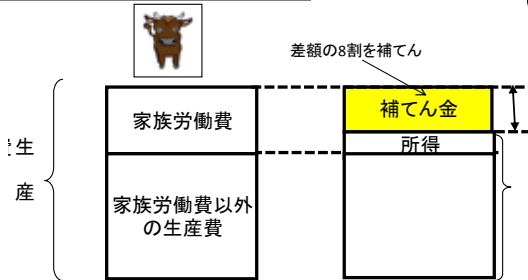 差額の8割を補てん
家族労働費
補てん金
所得
生
産
家族労働費以外
の生産費